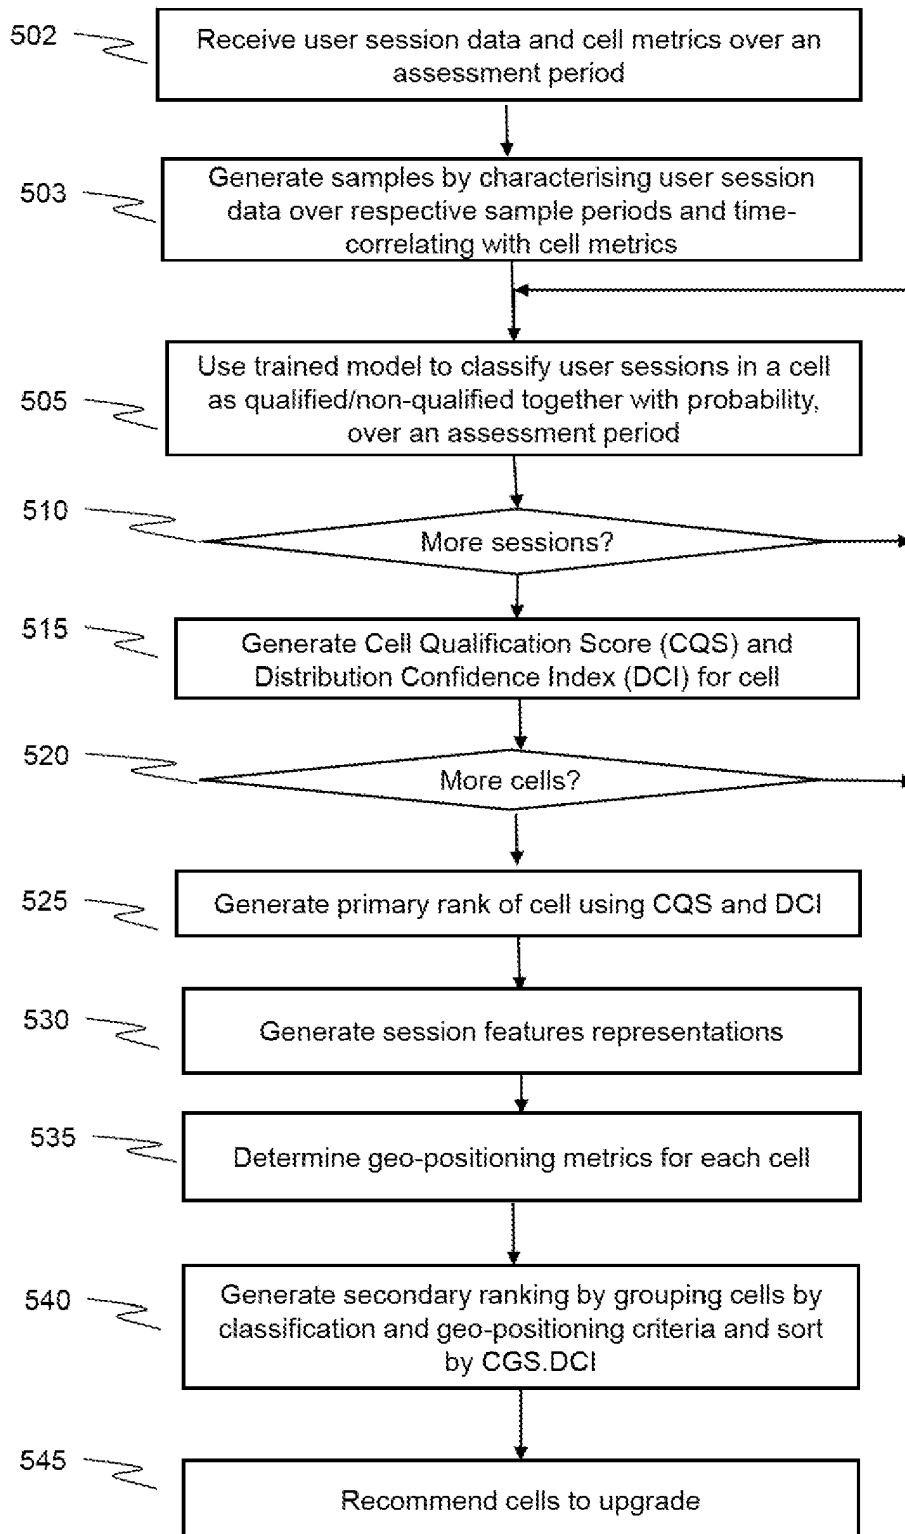 502
Receive user session data and cell metrics over an
assessment period
503
Generate samples by characterising user session
data over respective sample periods and time-
correlating with cell metrics
505
Use trained model to classify user sessions in a cell
as qualified/non-qualified together with probability,
over an assessment period
510
More sessions?
515
Generate Cell Qualification Score (CQS) and
Distribution Confidence Index (DCI) for cell
520
More cells?
525
Generate primary rank of cell using CQS and DCI
530
Generate session features representations
535
Determine geo-positioning metrics for each cell
540
Generate secondary ranking by grouping cells by
classification and geo-positioning criteria and sort
by CGS.DCI
545
Recommend cells to upgrade